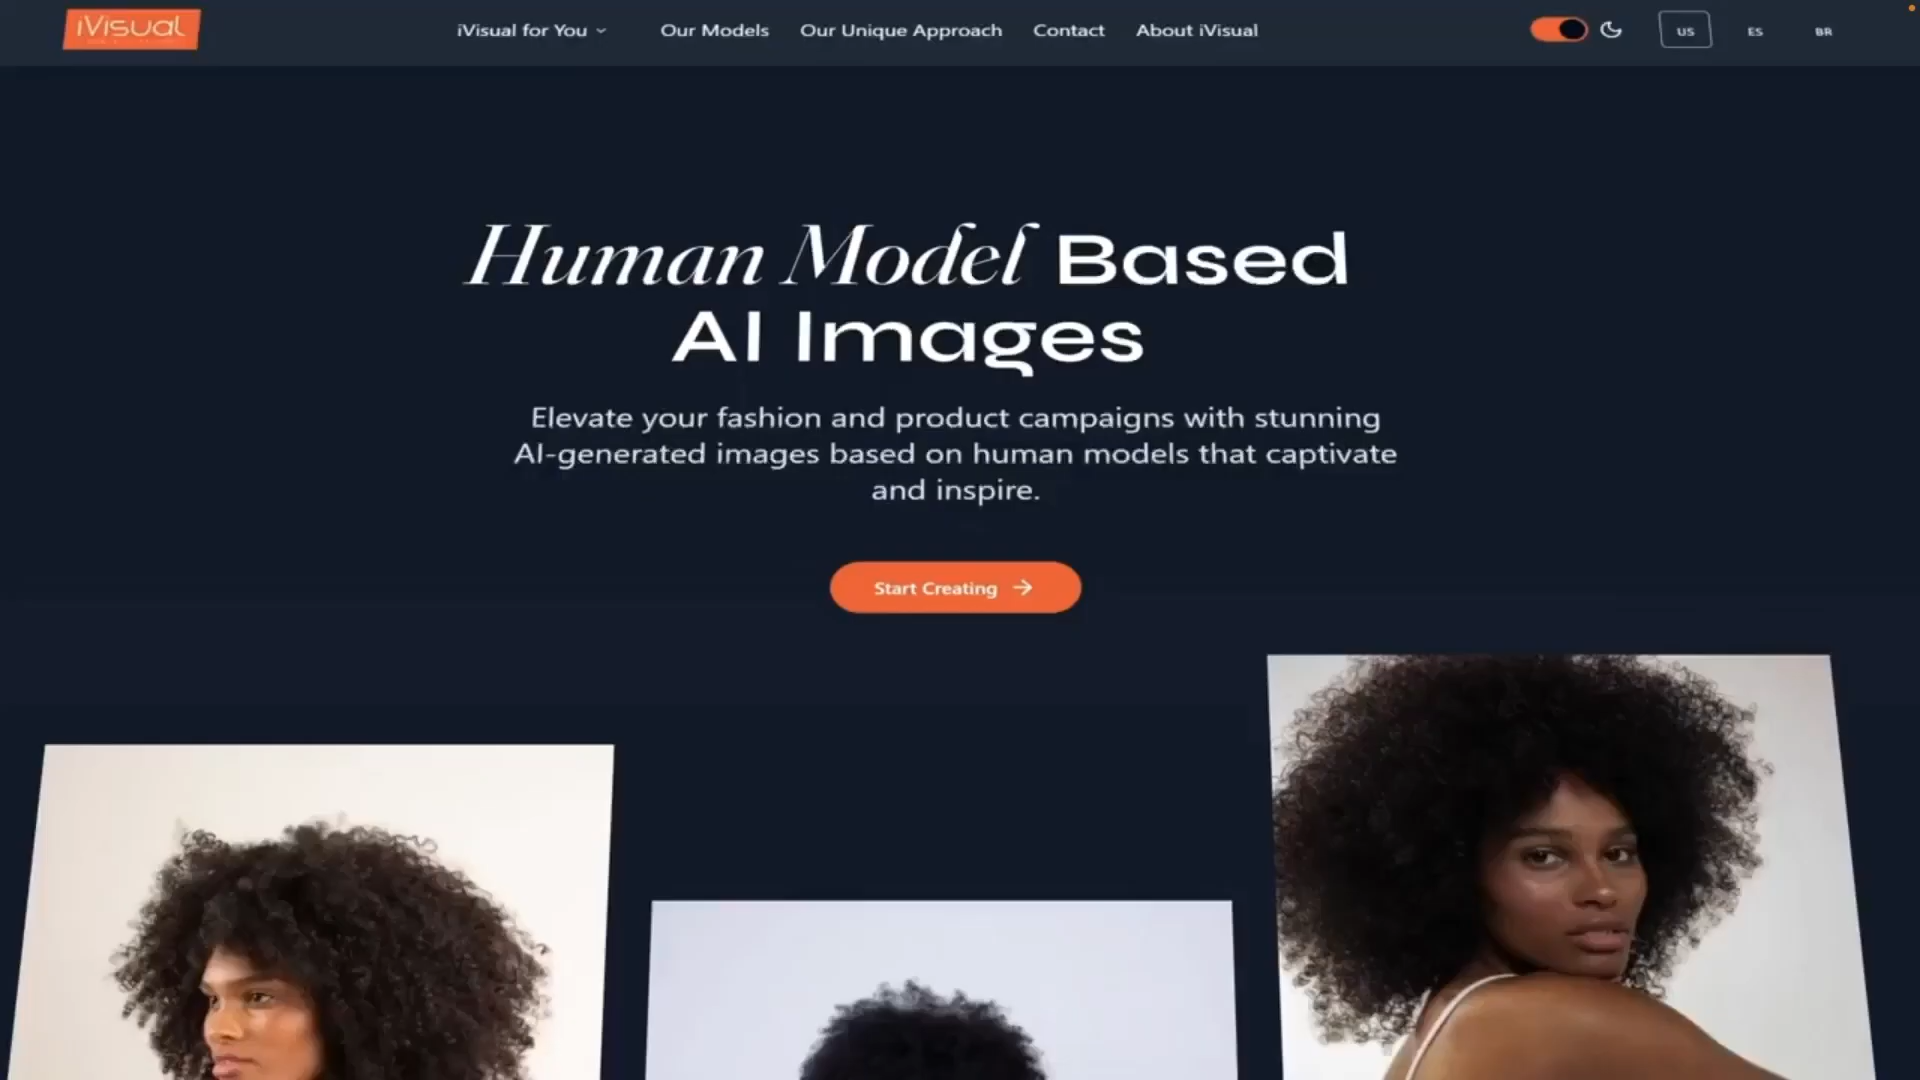 iVisual
iVisual for You
Our Models
Our Unique Approach
Contact
About iVisual
US
ES
BR
Human Model Based
AI Images
Elevate your fashion and product campaigns with stunning
AI-generated images based on human models that captivate
and inspire.
Start Creating